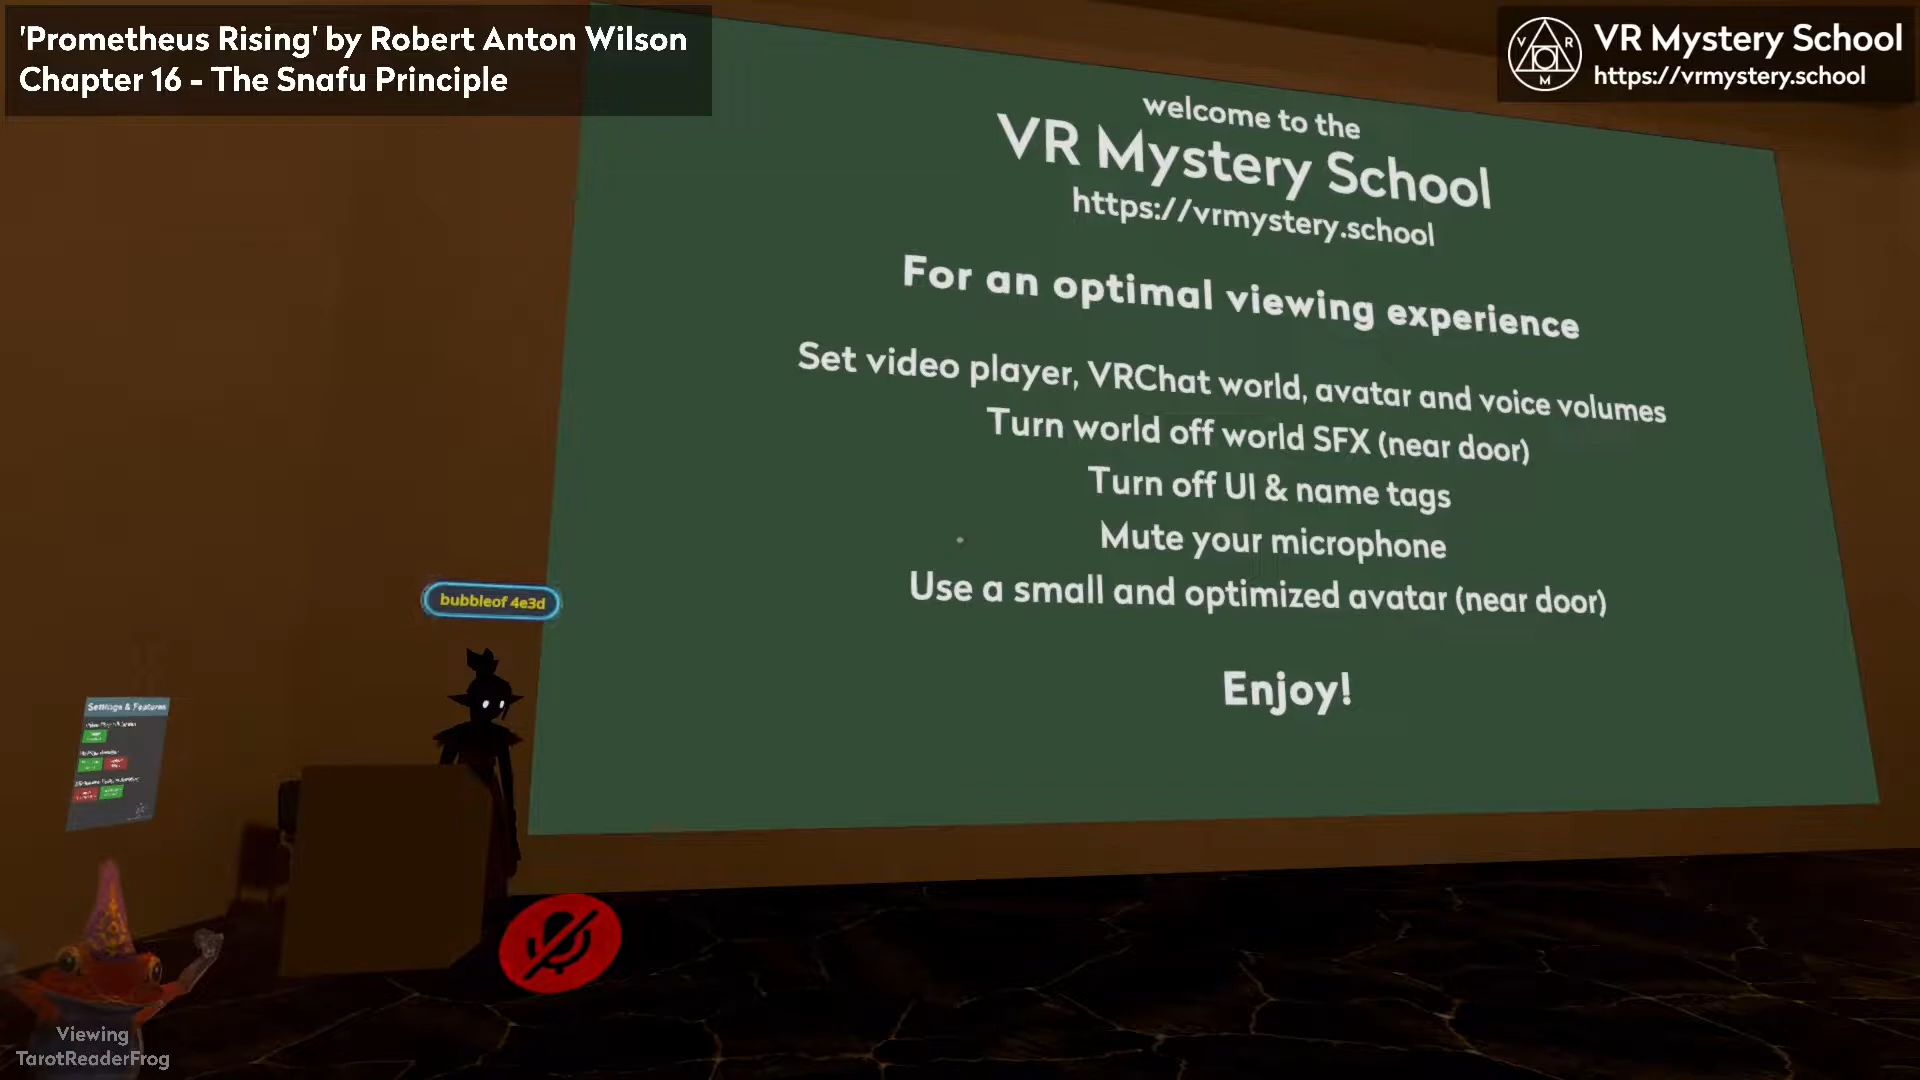 'Prometheus Rising' by Robert Anton Wilson
Chapter 16 - The Snafu Principle
V R M
VR Mystery School
https://vrmystery.school
welcome to the
VR Mystery School
https://vrmystery.school
For an optimal viewing experience
Set video player, VRChat world, avatar and voice volumes
Turn world off world SFX (near door)
Turn off UI & name tags
Mute your microphone
Use a small and optimized avatar (near door)
Enjoy!
bubbleof 4e3d
Settings & Features
Viewing
TarotReaderFrog